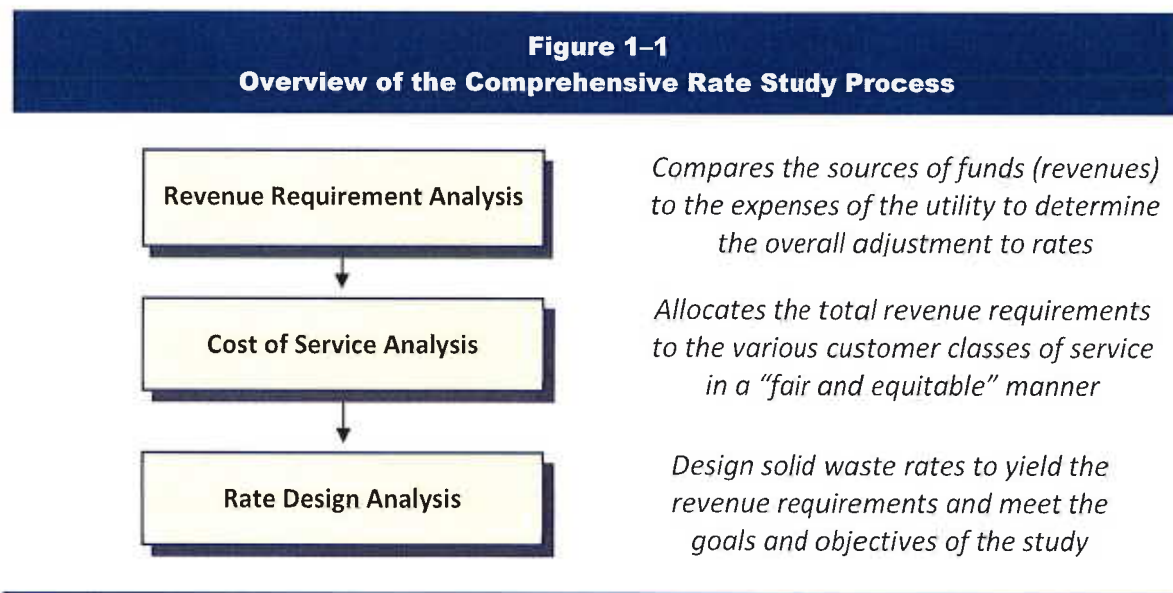 Figure 1–1
Overview of the Comprehensive Rate Study Process
Revenue Requirement Analysis
Compares the sources of funds (revenues)
to the expenses of the utility to determine
the overall adjustment to rates
Cost of Service Analysis
Allocates the total revenue requirements
to the various customer classes of service
in a “fair and equitable” manner
Rate Design Analysis
Design solid waste rates to yield the
revenue requirements and meet the
goals and objectives of the study